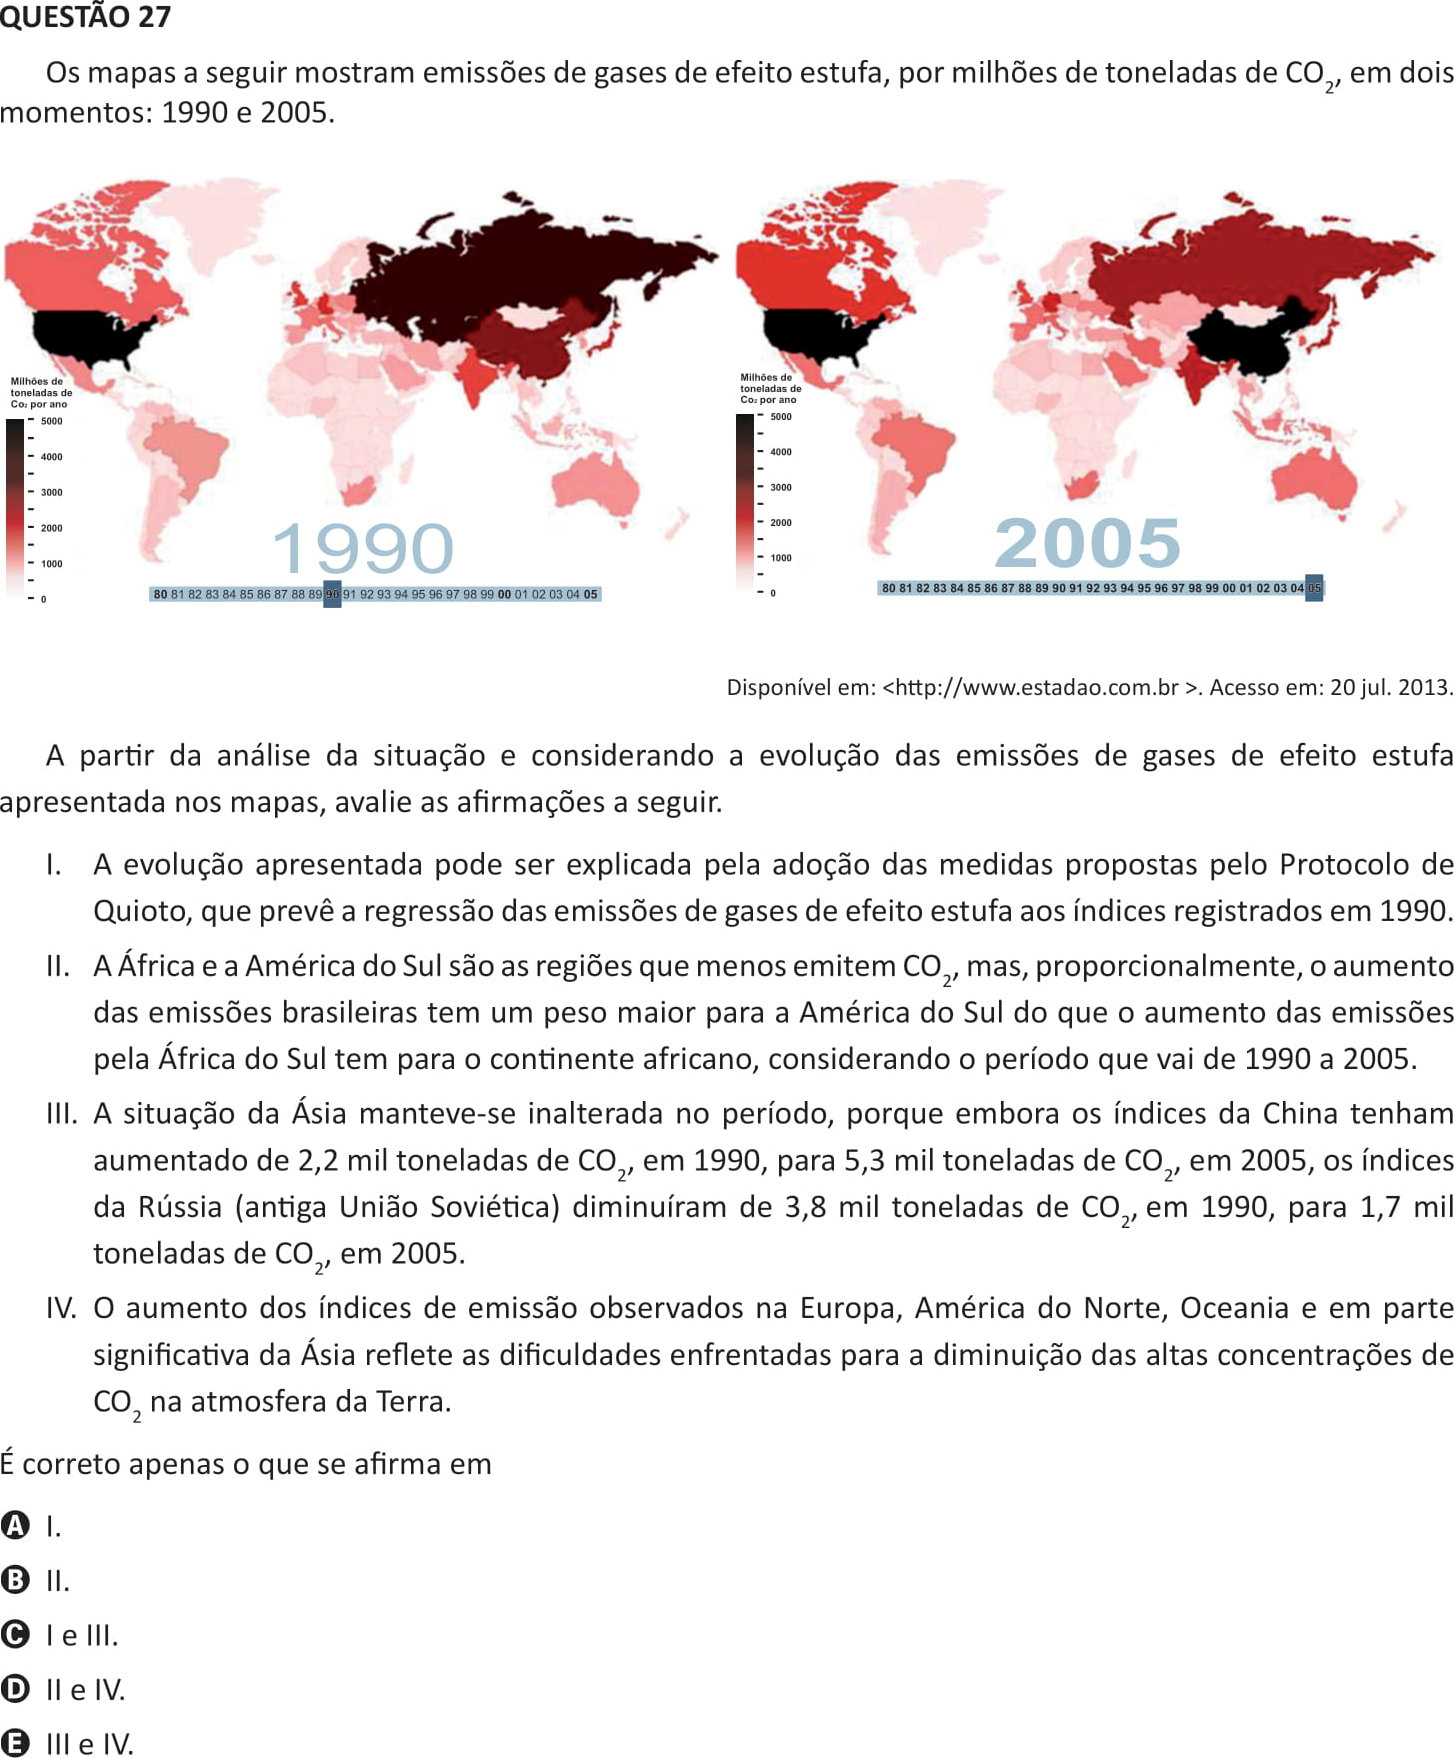 QUESTÃO 27
Os mapas a seguir mostram emissões de gases de efeito estufa, por milhões de toneladas de CO2, em dois
momentos: 1990 e 2005.
Milhões de
toneladas de
Co2 por ano
5000
4000
3000
2000
1000
0
1990
80 81 82 83 84 85 86 87 88 89 90 91 92 93 94 95 96 97 98 99 00 01 02 03 04 05
Milhões de
toneladas de
Co2 por ano
5000
4000
3000
2000
1000
0
2005
80 81 82 83 84 85 86 87 88 89 90 91 92 93 94 95 96 97 98 99 00 01 02 03 04 05
Disponível em: <http://www.estadao.com.br >. Acesso em: 20 jul. 2013.
A partir da análise da situação e considerando a evolução das emissões de gases de efeito estufa
apresentada nos mapas, avalie as afirmações a seguir.
I. A evolução apresentada pode ser explicada pela adoção das medidas propostas pelo Protocolo de
Quioto, que prevê a regressão das emissões de gases de efeito estufa aos índices registrados em 1990.
II. A África e a América do Sul são as regiões que menos emitem CO2, mas, proporcionalmente, o aumento
das emissões brasileiras tem um peso maior para a América do Sul do que o aumento das emissões
pela África do Sul tem para o continente africano, considerando o período que vai de 1990 a 2005.
III. A situação da Ásia manteve-se inalterada no período, porque embora os índices da China tenham
aumentado de 2,2 mil toneladas de CO2, em 1990, para 5,3 mil toneladas de CO2, em 2005, os índices
da Rússia (antiga União Soviética) diminuíram de 3,8 mil toneladas de CO2, em 1990, para 1,7 mil
toneladas de CO2, em 2005.
IV. O aumento dos índices de emissão observados na Europa, América do Norte, Oceania e em parte
significativa da Ásia reflete as dificuldades enfrentadas para a diminuição das altas concentrações de
CO2 na atmosfera da Terra.
É correto apenas o que se afirma em
A I.
B II.
C I e III.
D II e IV.
E III e IV.